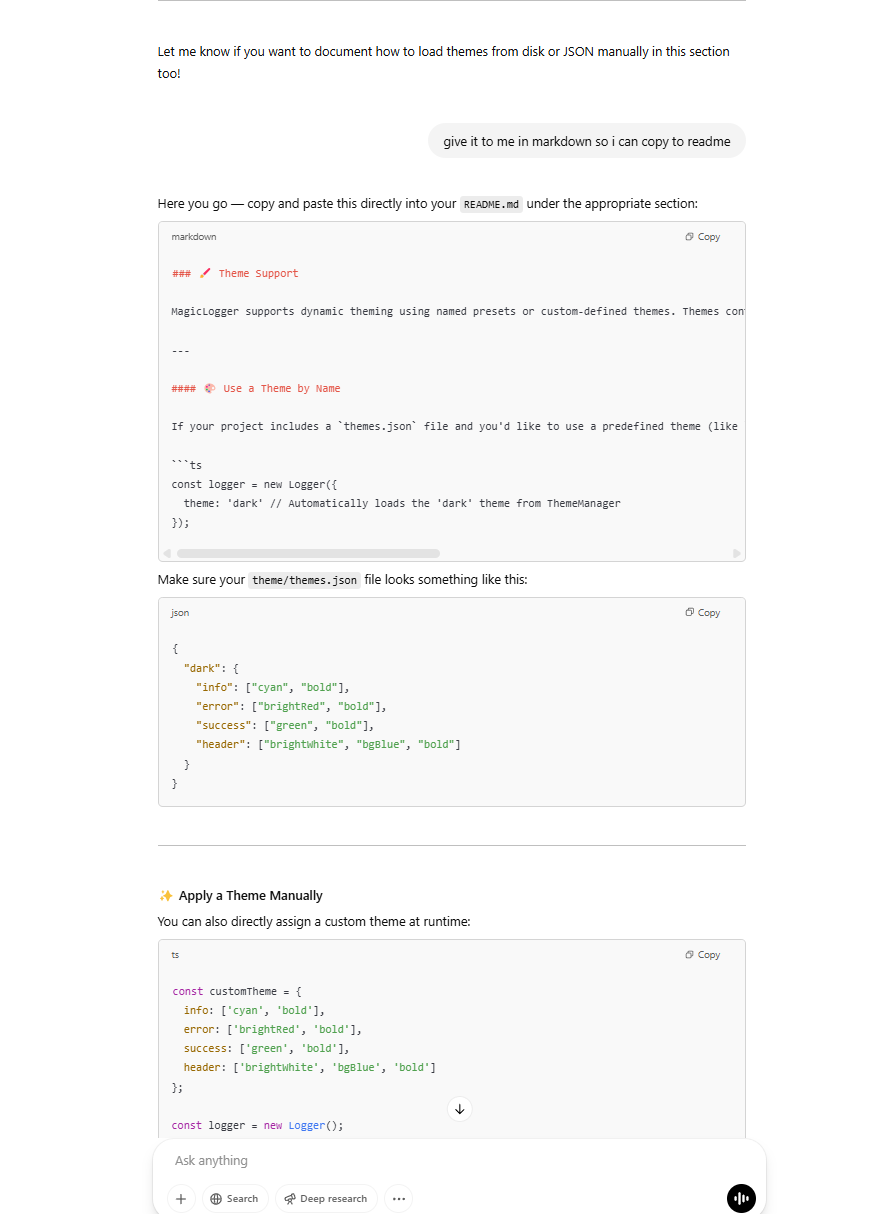 Let me know if you want to document how to load themes from disk or JSON manually in this section
too!
give it to me in markdown so i can copy to readme
Here you go — copy and paste this directly into your README.md under the appropriate section:
markdown
Copy
### 🖌️ Theme Support
MagicLogger supports dynamic theming using named presets or custom-defined themes. Themes con
---
#### Use a Theme by Name
If your project includes a `themes.json` file and you'd like to use a predefined theme (like
```ts
const logger = new Logger({
  theme: 'dark' // Automatically loads the 'dark' theme from ThemeManager
});
Make sure your theme/themes.json file looks something like this:
json
Copy
{
  "dark": {
    "info": ["cyan", "bold"],
    "error": ["brightRed", "bold"],
    "success": ["green", "bold"],
    "header": ["brightWhite", "bgBlue", "bold"]
  }
}
✨ Apply a Theme Manually
You can also directly assign a custom theme at runtime:
ts
Copy
const customTheme = {
  info: ['cyan', 'bold'],
  error: ['brightRed', 'bold'],
  success: ['green', 'bold'],
  header: ['brightWhite', 'bgBlue', 'bold']
};
const logger = new Logger();
Ask anything
Search
Deep research